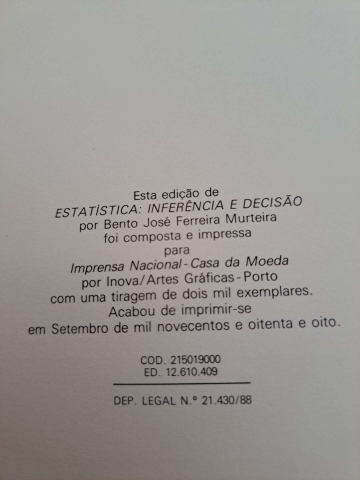 Esta edição de
ESTATÍSTICA: INFERÊNCIA E DECISÃO
por Bento José Ferreira Murteira
foi composta e impressa
para
Imprensa Nacional-Casa da Moeda
por Inova/Artes Gráficas-Porto
com uma tiragem de dois mil exemplares.
Acabou de imprimir-se
em Setembro de mil novecentos e oitenta e oito.
COD. 215019000
ED. 12.610.409
DEP. LEGAL N.º 21.430/88